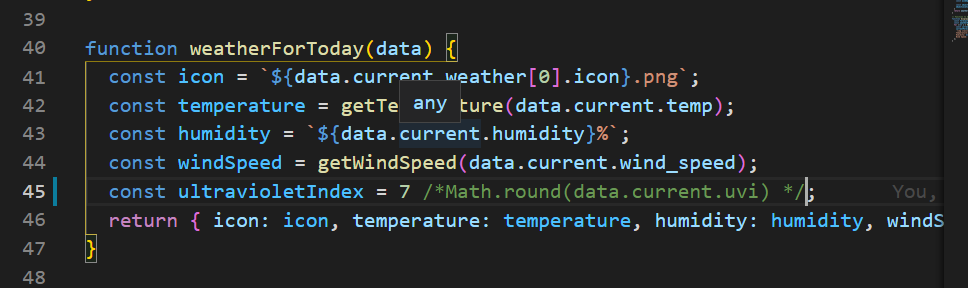 39
40 function weatherForToday(data) {
41 const icon = `${data.current.weather[0].icon}.png`;
any
42 const temperature = getTe ture(data.current.temp);
43 const humidity = `${data.current.humidity}%`;
44 const windSpeed = getWindSpeed(data.current.wind_speed);
45 const ultravioletIndex = 7 /*Math.round(data.current.uvi) */; You,
46 return { icon: icon, temperature: temperature, humidity: humidity, windS
47 }
48